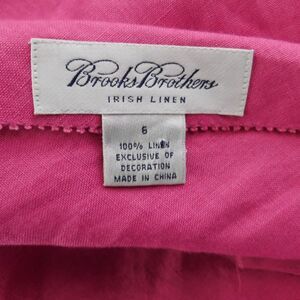 Brooks Brothers
IRISH LINEN
6
100% LINEN
EXCLUSIVE OF
DECORATION
MADE IN CHINA